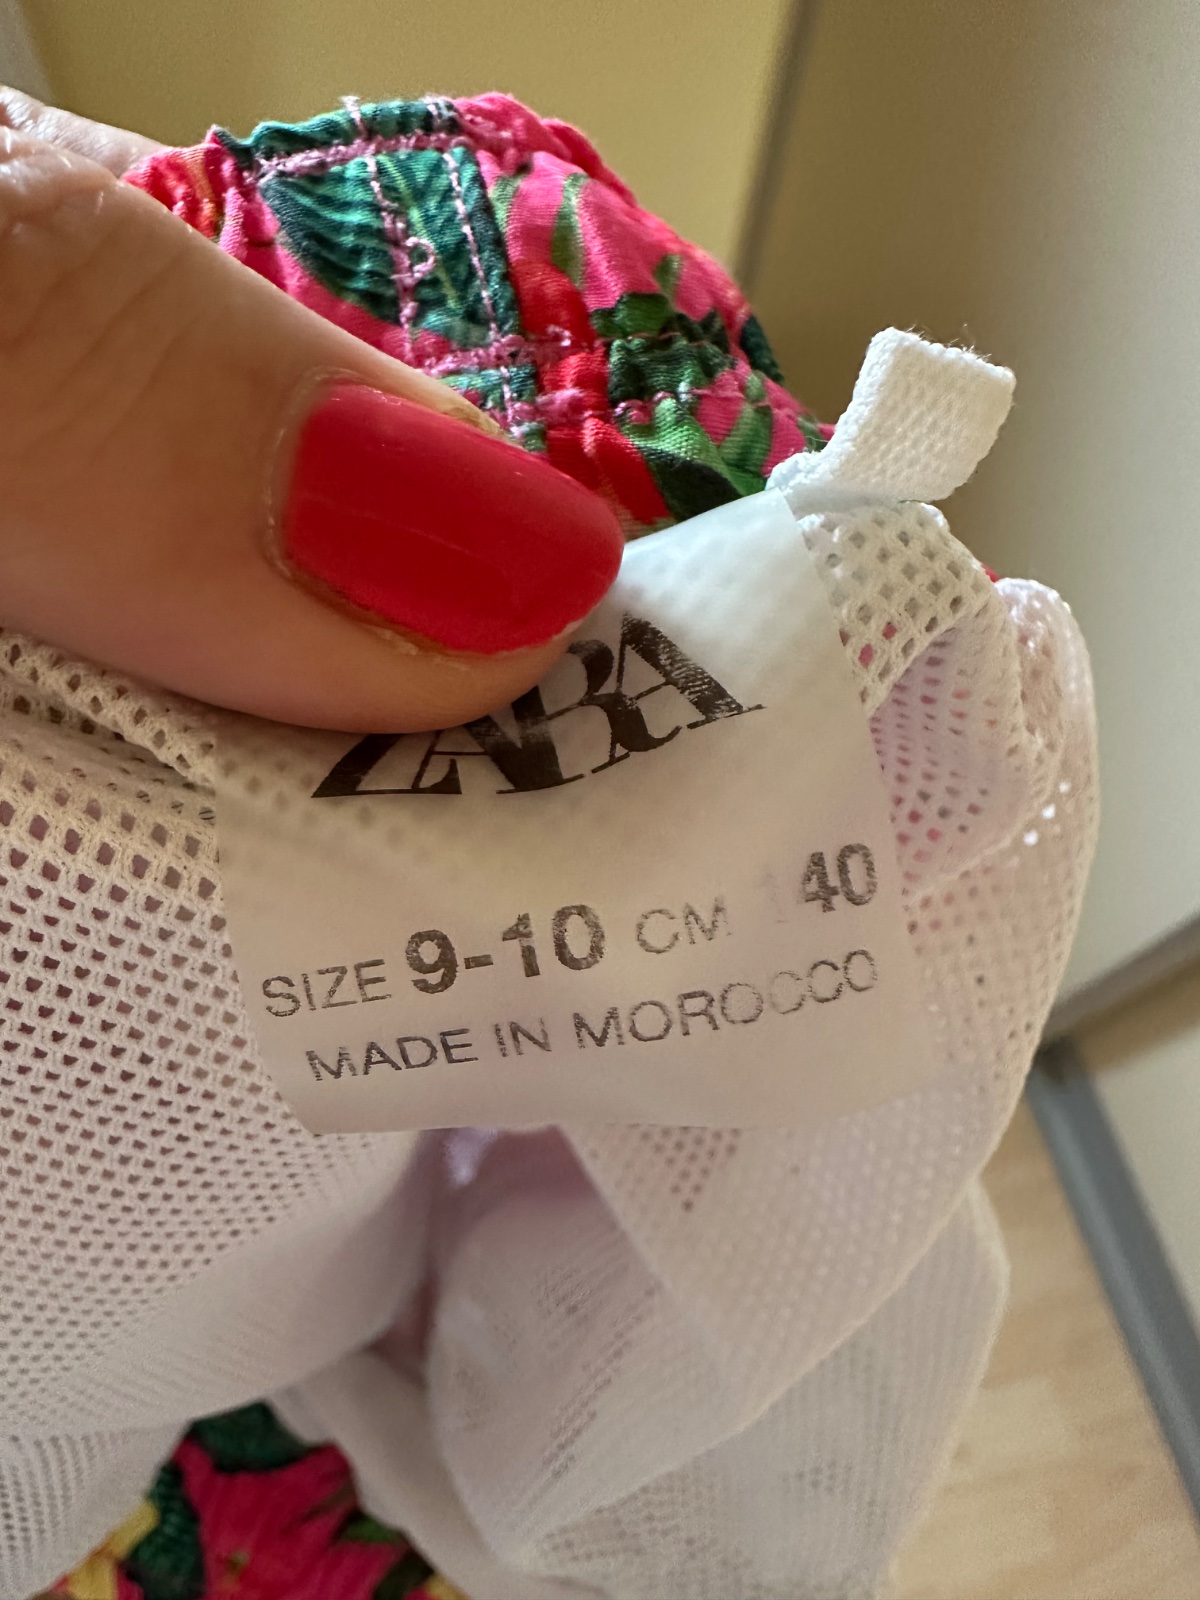 ZARA
SIZE 9-10 CM 140
MADE IN MOROCCO